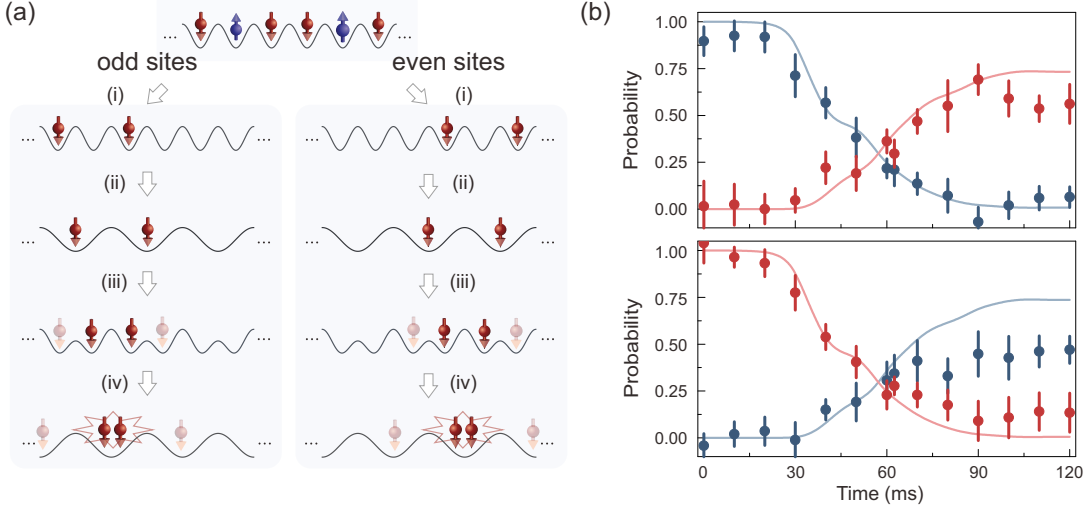 (a)
... ...
odd sites even sites
(i) (i)
... ... ... ...
(ii) (ii)
... ... ... ...
(iii) (iii)
... ... ... ...
(iv) (iv)
... ... ... ...
(b)
1.00
0.75
0.50
0.25
0.00
Probability
1.00
0.75
0.50
0.25
0.00
Probability
0 30 60 90 120
Time (ms)